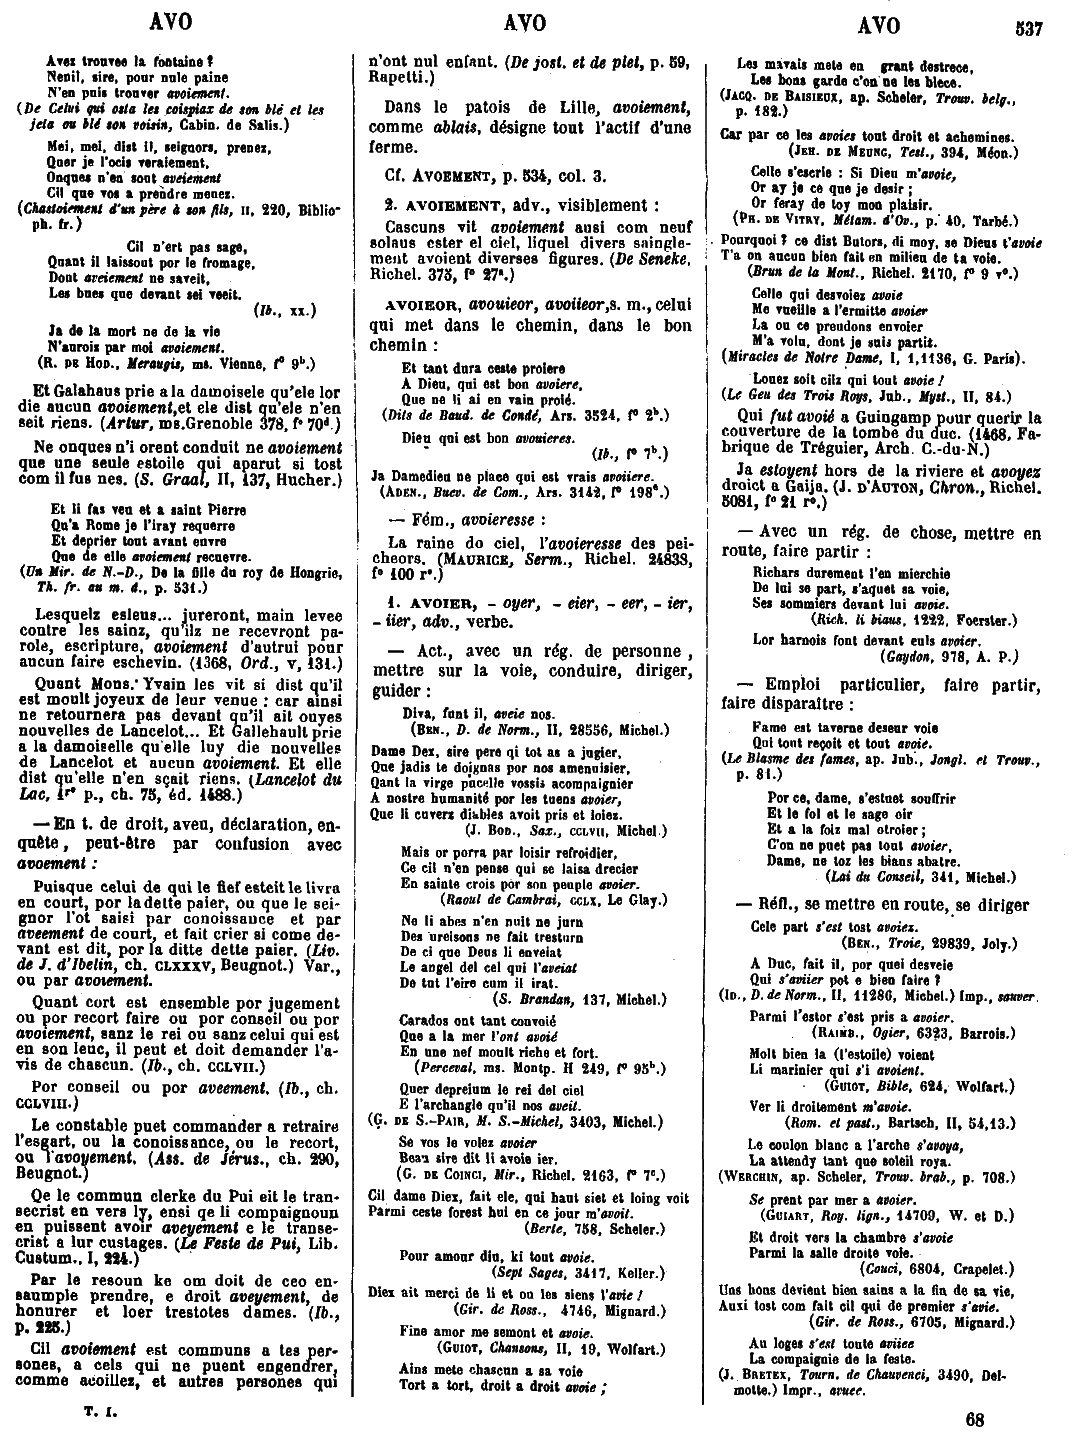 AVO
Avez trouvee la fontaine ?
Nenil, sire, pour nule paine
N'en puis trouver avoiement.
(De Celui qui osta les coispiaz de son blé et les
jeta ou blé son voisin, Cabin. de Salis.)
Mei, mei, dist il, seignors, prenez,
Quer je l'ocis veraiement,
Onques n'en sont aveiement
Cil que vos a prendre menez.
(Chastoiement d'un père à son fils, II, 220, Biblio-
ph. fr.)
Cil n'ert pas sage,
Quant il laissout por le fromage,
Dont aveiement ne saveit,
Les bues que devant sei veeit.
(Ib., xx.)
Ja de la mort ne de la vie
N'aurois par moi avoiement.
(R. DE HOD., Meraugis, ms. Vienne, f° 9b.)
Et Galahaus prie a la damoisele qu'ele lor
die aucun avoiement,et ele dist qu'ele n'en
seit riens. (Artur, ms.Grenoble 378, f° 70d.)
Ne onques n'i orent conduit ne avoiement
que une seule estoile qui aparut si tost
com il fus nes. (S. Graal, II, 137, Hucher.)
Et li fas veu et a saint Pierre
Qu'a Rome je l'iray requerre
Et deprier tout avant euvre
Que de elle avoiement recuevre.
(Un Mir. de N.-D., De la fille du roy de Hongrie,
Th. fr. au m. â., p. 531.)
Lesquelz esleus... jureront, main levee
contre les sainz, qu'ilz ne recevront pa-
role, escripture, avoiement d'autrui pour
aucun faire eschevin. (1368, Ord., v, 131.)
Quant Mons. Yvain les vit si dist qu'il
est moult joyeux de leur venue : car ainsi
ne retournera pas devant qu'il ait ouyes
nouvelles de Lancelot... Et Gallehault prie
a la damoiselle qu'elle luy die nouvelles
de Lancelot et aucun avoiement. Et elle
dist qu'elle n'en sçait riens. (Lancelot du
Lac, 1re p., ch. 75, éd. 1488.)
— En t. de droit, aveu, déclaration, en-
quête, peut-être par confusion avec
avoement :
Puisque celui de qui le fief esteit le livra
en court, por ladette paier, ou que le sei-
gnor l'ot saisi par conoissance et par
aveement de court, et fait crier si come de-
vant est dit, por la ditte dette paier. (Liv.
de J. d'Ibelin, ch. CLXXXV, Beugnot.) Var.,
ou par avoiement.
Quant cort est ensemble por jugement
ou por recort faire ou por conseil ou por
avoiement, sanz le rei ou sanz celui qui est
en son leuc, il peut et doit demander l'a-
vis de chascun. (Ib., ch. CCLVII.)
Por conseil ou por aveement. (Ib., ch.
CCLVIII.)
Le constable puet commander a retraire
l'esgart, ou la conoissance, ou le recort,
ou l'avoyement. (Ass. de Jérus., ch. 290,
Beugnot.)
Qe le commun clerke du Pui eit le tran-
secrist en vers ly, ensi qe li compaignoun
en puissent avoir aveyement e le transe-
crist a lur custages. (Le Feste de Pui, Lib.
Custum., I, 224.)
Par le resoun ke om doit de ceo en-
saumple prendre, e droit aveyement, de
honurer et loer trestotes dames. (Ib.,
p. 225.)
Cil avoiement est communs a tes per-
sones, a cels qui ne puent engendrer,
comme acoillez, et autres persones qui
T. I.
AVO
n'ont nul enfant. (De jost. et de plet, p. 59,
Rapetti.)
Dans le patois de Lille, avoiement,
comme ablais, désigne tout l'actif d'une
ferme.
Cf. AVOEMENT, p. 534, col. 3.
2. AVOIEMENT, adv., visiblement :
Cascuns vit avoiement ausi com neuf
solaus ester el ciel, liquel divers saingle-
ment avoient diverses figures. (De Seneke,
Richel. 375, f° 27a.)
AVOIEOR, avouieor, avoiieor,s. m., celui
qui met dans le chemin, dans le bon
chemin :
Et tant dura ceste proiere
A Dieu, qui est bon avoiere,
Que ne li ai en vain proié.
(Dits de Baud. de Condé, Ars. 3524, f° 2b.)
Dieu qui est bon avouieres.
(Ib., f° 7b.)
Ja Damedieu ne place qui est vrais avoiiere.
(ADEN., Buev. de Com., Ars. 3142, f° 198a.)
— Fém., avoieresse :
La raine do ciel, l'avoieresse des pei-
cheors. (MAURICE, Serm., Richel. 24838,
f° 100 r°.)
1. AVOIER, - oyer, - eier, - eer, - ier,
- iier, adv., verbe.
— Act., avec un rég. de personne,
mettre sur la voie, conduire, diriger,
guider :
Diva, funt il, aveie nos.
(BEN., D. de Norm., II, 28556, Michel.)
Dame Dex, sire pere qi tot as a jugier,
Que jadis te doignas por nos amenuisier,
Qant la virge pucelle vossis acompaignier
A nostre humanité por les tuens avoier,
Que li cuverz diables avoit pris et loiez.
(J. BOD., Sax., CCLVII, Michel.)
Mais or porra par loisir refroidier,
Ce cil n'en pense qui se laisa drecier
En sainte crois por son peuple avoier.
(Raoul de Cambrai, CCLX, Le Glay.)
Ne li abes n'en nuit ne jurn
Des ureisons ne fait tresturn
De ci que Deus li enveiat
Le angel del cel qui l'aveiat
De tut l'eire cum il irat.
(S. Brandan, 137, Michel.)
Carados ont tant convoié
Que a la mer l'ont avoié
En une nef moult riche et fort.
(Perceval, ms. Montp. H 249, f° 95b.)
Quer depreium le rei del ciel
E l'archangle qu'il nos aveit.
(G. DE S.-PAIR, M. S.-Michel, 3403, Michel.)
Se vos le volez avoier
Beau sire dit li avoie ier.
(G. DE COINCI, Mir., Richel. 2163, f° 7c.)
Cil dame Diex, fait ele, qui haut siet et loing voit
Parmi ceste forest hui en ce jour m'avoit.
(Berte, 758, Scheler.)
Pour amour diu, ki tout avoie.
(Sept Sages, 3417, Keller.)
Diex ait merci de li et ou les siens l'avie !
(Gir. de Ross., 4746, Mignard.)
Fine amor me semont et avoie.
(GUIOT, Chansons, II, 19, Wolfart.)
Ains mete chascun a sa voie
Tort a tort, droit a droit avoie ;
AVO
537
Les mavais mete en grant destrece,
Les bons garde c'on ne les blece.
(JACQ. DE BAISIEUX, ap. Scheler, Trouv. belg.,
p. 182.)
Car par ce les avoies tout droit et achemines.
(JEH. DE MEUNG, Test., 394, Méon.)
Celle s'escrie : Si Dieu m'avoie,
Or ay je ce que je desir ;
Or feray de toy mon plaisir.
(PH. DE VITRY, Métam. d'Ov., p. 40, Tarbé.)
Pourquoi ? ce dist Butors, di moy, se Dieus t'avoie
T'a on aucun bien fait en milieu de ta voie.
(Brun de la Mont., Richel. 2170, f° 9 v°.)
Celle qui desvoiez avoie
Me vueille a l'ermitte avoier
La ou ce preudons envoier
M'a volu, dont je suis partit.
(Miracles de Notre Dame, I, 1,1136, G. Paris).
Louez soit cilz qui tout avoie !
(Le Geu des Trois Roys, Jub., Myst., II, 84.)
Qui fut avoié a Guingamp pour querir la
couverture de la tombe du duc. (1468, Fa-
brique de Tréguier, Arch. C.-du-N.)
Ja estoyent hors de la riviere et avoyez
droict a Gaija. (J. D'AUTON, Chron., Richel.
5081, f° 21 r°.)
— Avec un rég. de chose, mettre en
route, faire partir :
Richars durement l'en mierchie
De lui se part, s'aquet sa voie,
Ses sommiers devant lui avoie.
(Rich. li biaus, 1222, Foerster.)
Lor harnois font devant euls avoier.
(Gaydon, 978, A. P.)
— Emploi particulier, faire partir,
faire disparaître :
Fame est taverne deseur voie
Qui tout reçoit et tout avoie.
(Le Blasme des fames, ap. Jub., Jongl. et Trouv.,
p. 81.)
Por ce, dame, s'estuet souffrir
Et le fol et le sage oir
Et a la foiz mal otroier ;
C'on ne puet pas tout avoier,
Dame, ne toz les bians abatre.
(Lai du Conseil, 341, Michel.)
— Réfl., se mettre en route, se diriger
Cele part s'est tost avoiez.
(BEN., Troie, 29839, Joly.)
A Duc, fait il, por quei desveie
Qui s'aviier pot e bien faire ?
(ID., D. de Norm., II, 11286, Michel.) Imp., sauver.
Parmi l'estor s'est pris a avoier.
(RAIMB., Ogier, 6323, Barrois.)
Molt bien la (l'estoile) voient
Li marinier qui s'i avoient.
(GUIOT, Bible, 624, Wolfart.)
Ver li droitement m'avoie.
(Rom. et past., Bartsch, II, 54,13.)
Le coulon blanc a l'arche s'avoya,
La attendy tant que soleil roya.
(WERCHIN, ap. Scheler, Trouv. brab., p. 708.)
Se prent par mer a avoier.
(GUIART, Roy. lign., 14709, W. et D.)
Et droit vers la chambre s'avoie
Parmi la salle droite voie.
(Couci, 6804, Crapelet.)
Uns hons devient bien sains a la fin de sa vie,
Auxi tost com fait cil qui de premier s'avie.
(Gir. de Ross., 6705, Mignard.)
Au loges s'est toute aviiee
La compaignie de la feste.
(J. BRETEX, Tourn. de Chauvenci, 3490, Del-
motte.) Impr., avuee.
68